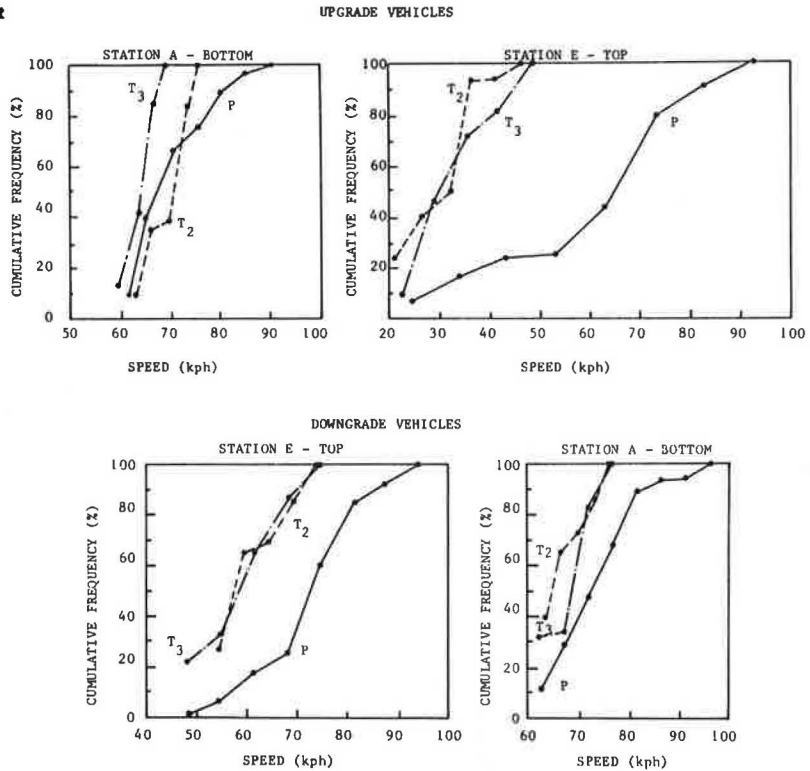 t
UPGRADE VEHICLES
STATION A - BOTTOM
CUMULATIVE FREQUENCY (%)
100
80
60
40
20
0
T3
P
T2
50 60 70 80 90 100
SPEED (kph)
STATION E - TOP
CUMULATIVE FREQUENCY (%)
100
80
60
40
20
T2
T3
P
20 30 40 50 60 70 80 90 100
SPEED (kph)
DOWNGRADE VEHICLES
STATION E - TOP
CUMULATIVE FREQUENCY (%)
100
80
60
40
20
0
T2
T3
P
40 50 60 70 80 90 100
SPEED (kph)
STATION A - BOTTOM
CUMULATIVE FREQUENCY (%)
100
80
60
40
20
0
T2
T3
P
60 70 80 90 100
SPEED (kph)